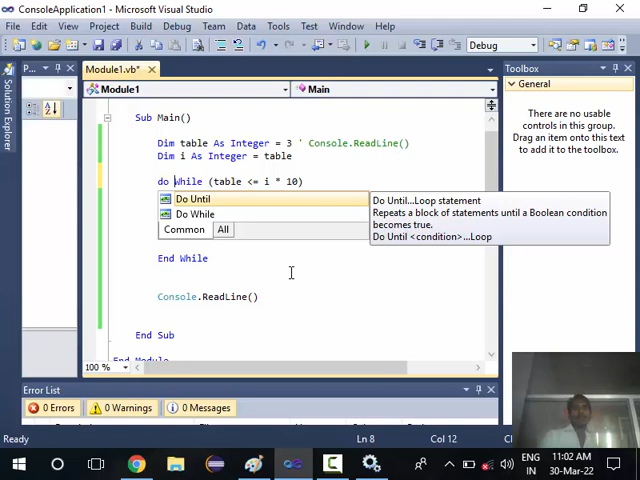 ConsoleApplication1 - Microsoft Visual Studio
File Edit View Project Build Debug Team Data Tools Test Window Help
Debug
P...
Module1.vb*
Toolbox
Solution Explorer
Module1
Main
General
There are no usable
controls in this group.
Drag an item onto this
text to add it to the
toolbox.
Sub Main()
Dim table As Integer = 3 ' Console.ReadLine()
Dim i As Integer = table
do While (table <= i * 10)
Do Until
Do While
Common All
Do Until...Loop statement
Repeats a block of statements until a Boolean condition
becomes true.
Do Until <condition>...Loop
End While
Console.ReadLine()
End Sub
End Module
100 %
Error List
0 Errors
0 Warnings
0 Messages
Ready
Ln 8
Col 12
ENG
IN
11:02 AM
30-Mar-22